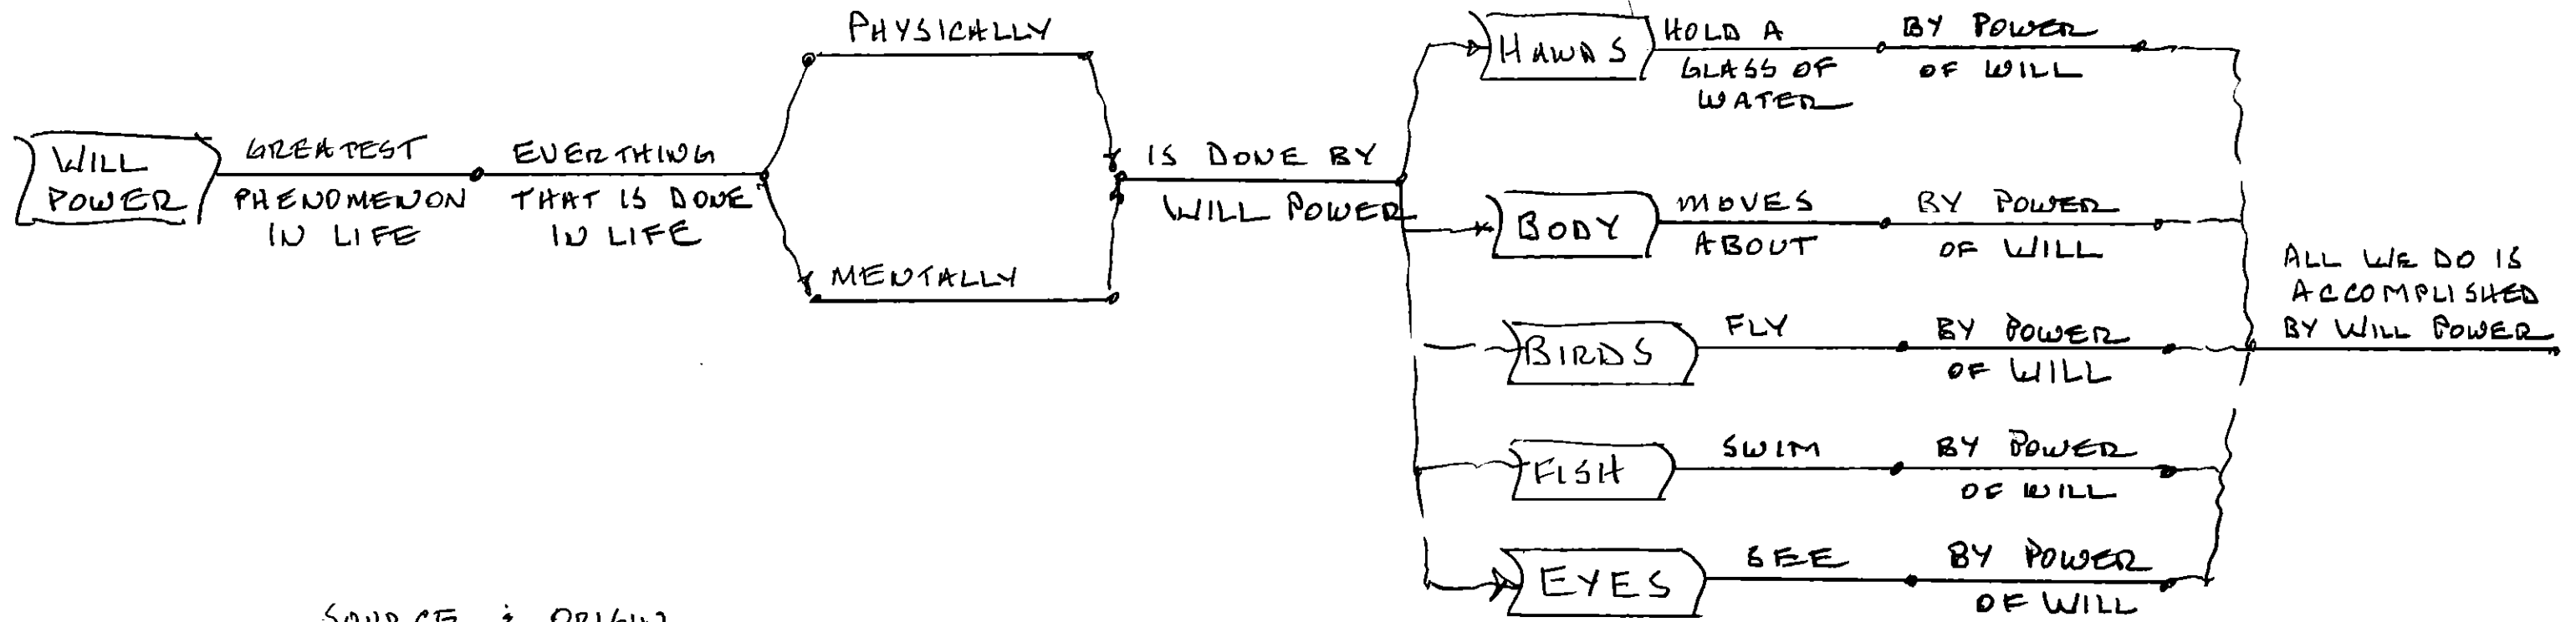 WILL
POWER
GREATEST
PHENOMENON
IN LIFE
EVERTHING
THAT IS DONE
IN LIFE
PHYSICALLY
MENTALLY
IS DONE BY
WILL POWER
HANDS
HOLD A
GLASS OF
WATER
BY POWER
OF WILL
BODY
MOVES
ABOUT
BY POWER
OF WILL
BIRDS
FLY
BY POWER
OF WILL
FISH
SWIM
BY POWER
OF WILL
EYES
SEE
BY POWER
OF WILL
ALL WE DO IS
ACCOMPLISHED
BY WILL POWER
SOURCE & ORIGIN